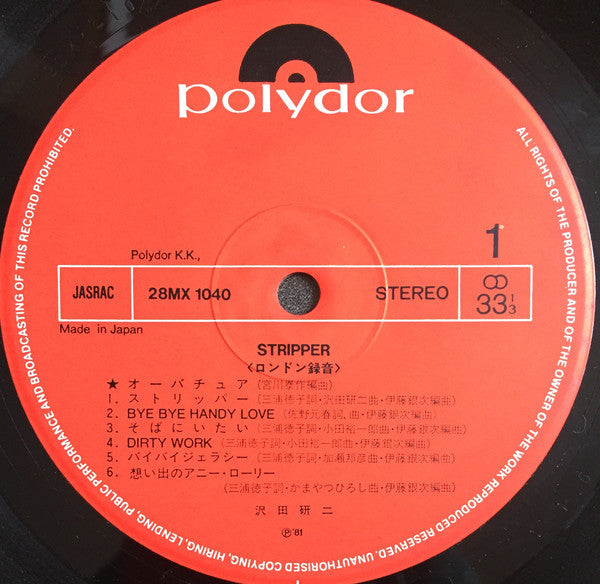 polydor
1
Polydor K.K.,
JASRAC
28MX 1040
STEREO
33 1/3
Made in Japan
STRIPPER
〈ロンドン録音〉
★ オーバチュア (宮川泰作編曲)
1. ストリッパー (三浦徳子詞・沢田研二曲・伊藤銀次編曲)
2. BYE BYE HANDY LOVE (佐野元春詞、曲・伊藤銀次編曲)
3. そばにいたい (三浦徳子詞・小田裕一郎曲・伊藤銀次編曲)
4. DIRTY WORK (三浦徳子詞・小田裕一郎曲・伊藤銀次編曲)
5. バイバイジェラシー (三浦徳子詞・加瀬邦彦曲・伊藤銀次編曲)
6. 想い出のアニー・ローリー
(三浦徳子詞・かまやつひろし曲・伊藤銀次編曲)
沢田研二
Ⓟ'81
ALL RIGHTS OF THE PRODUCER AND OF THE OWNER OF THE WORK REPRODUCED RESERVED. UNAUTHORISED COPYING, HIRING, LENDING, PUBLIC PERFORMANCE AND BROADCASTING OF THIS RECORD PROHIBITED.